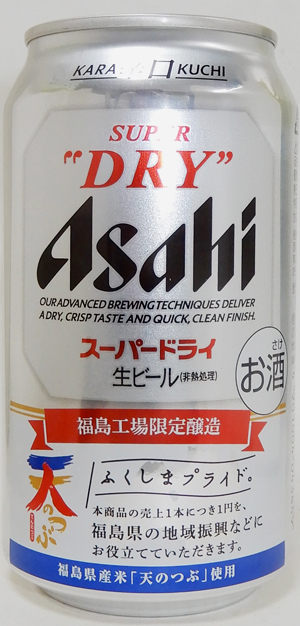 KARA 辛口 KUCHI
SUPER
"DRY"
Asahi
OUR ADVANCED BREWING TECHNIQUES DELIVER
A DRY, CRISP TASTE AND QUICK, CLEAN FINISH.
スーパードライ
生ビール(非熱処理)
さけ
お酒
福島工場限定醸造
天のつぶ
ふくしまプライド。
本商品の売上1本につき1円を、
福島県の地域振興などに
お役立てていただきます。
福島県産米「天のつぶ」使用